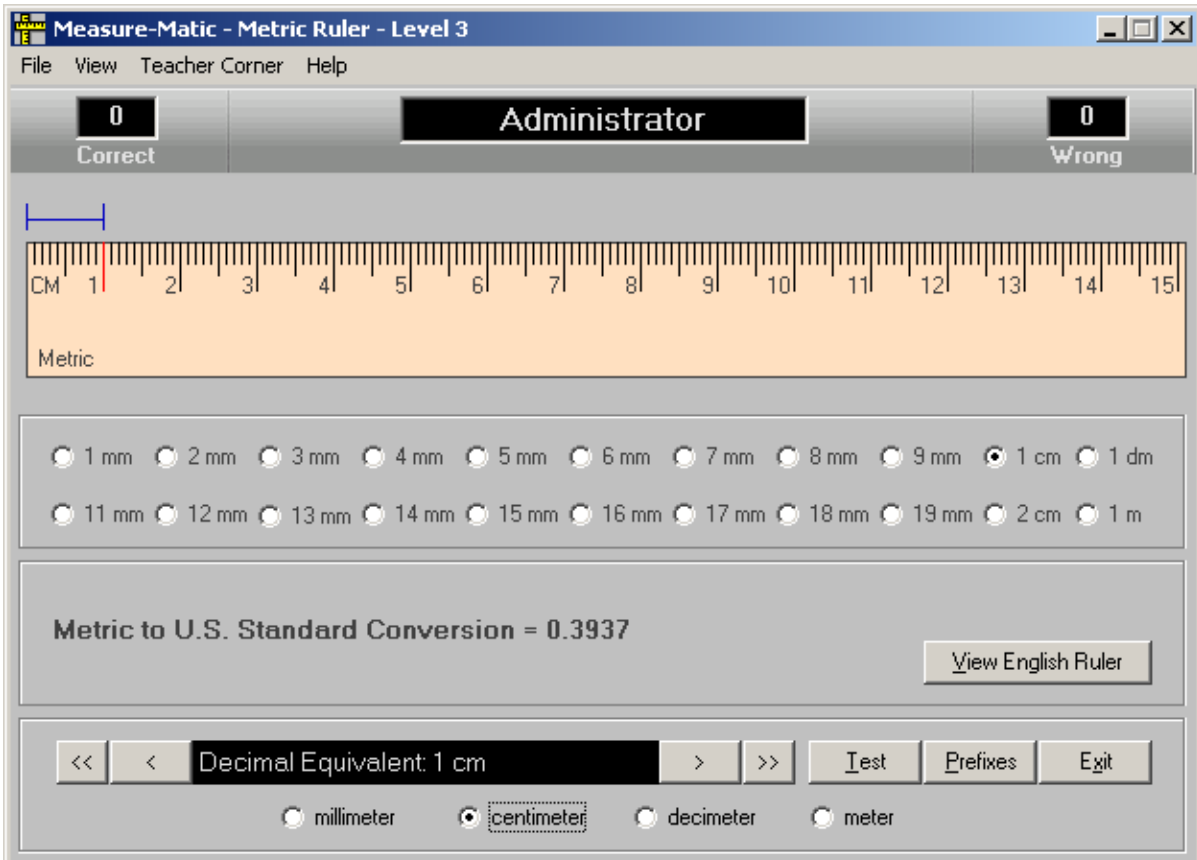 Measure-Matic - Metric Ruler - Level 3
File View Teacher Corner Help
0 Administrator 0
Correct Wrong
CM 1 2 3 4 5 6 7 8 9 10 11 12 13 14 15
Metric
1 mm 2 mm 3 mm 4 mm 5 mm 6 mm 7 mm 8 mm 9 mm 1 cm 1 dm
11 mm 12 mm 13 mm 14 mm 15 mm 16 mm 17 mm 18 mm 19 mm 2 cm 1 m
Metric to U.S. Standard Conversion = 0.3937
View English Ruler
<< < Decimal Equivalent: 1 cm > >> Test Prefixes Exit
millimeter centimeter decimeter meter